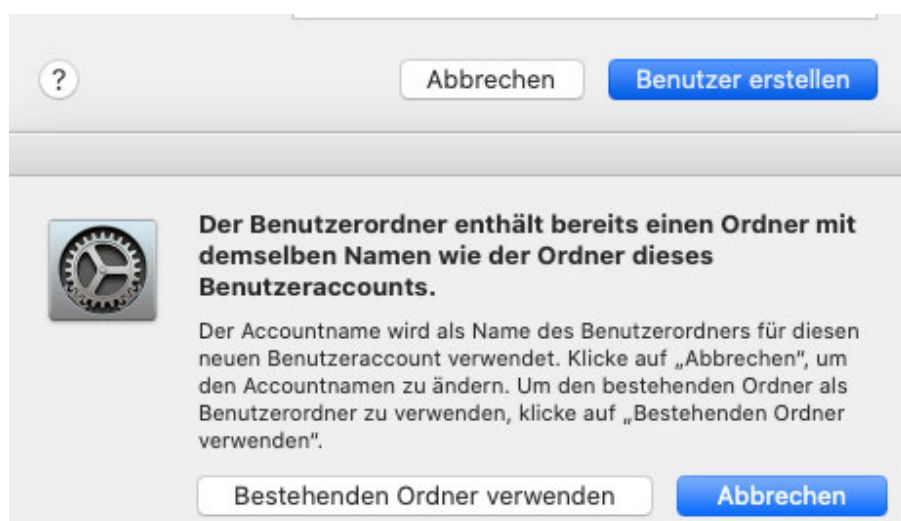 ?
Abbrechen
Benutzer erstellen
Der Benutzerordner enthält bereits einen Ordner mit
demselben Namen wie der Ordner dieses
Benutzeraccounts.
Der Accountname wird als Name des Benutzerordners für diesen
neuen Benutzeraccount verwendet. Klicke auf „Abbrechen“, um
den Accountnamen zu ändern. Um den bestehenden Ordner als
Benutzerordner zu verwenden, klicke auf „Bestehenden Ordner
verwenden“.
Bestehenden Ordner verwenden
Abbrechen